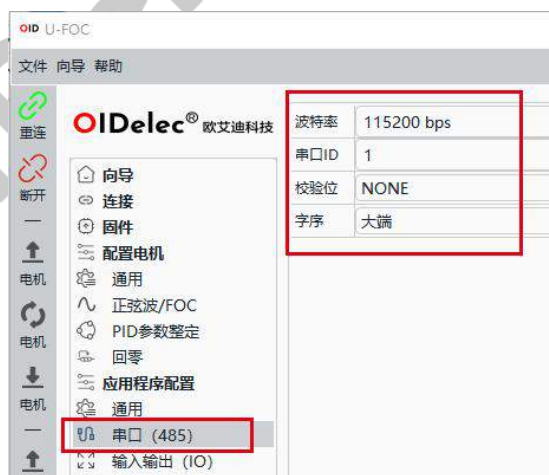 OID U-FOC
文件 向导 帮助
重连
断开
电机
电机
电机
OIDelec® 欧艾迪科技
向导
连接
固件
配置电机
通用
正弦波/FOC
PID参数整定
回零
应用程序配置
通用
串口 (485)
输入输出 (IO)
波特率 115200 bps
串口ID 1
校验位 NONE
字序 大端